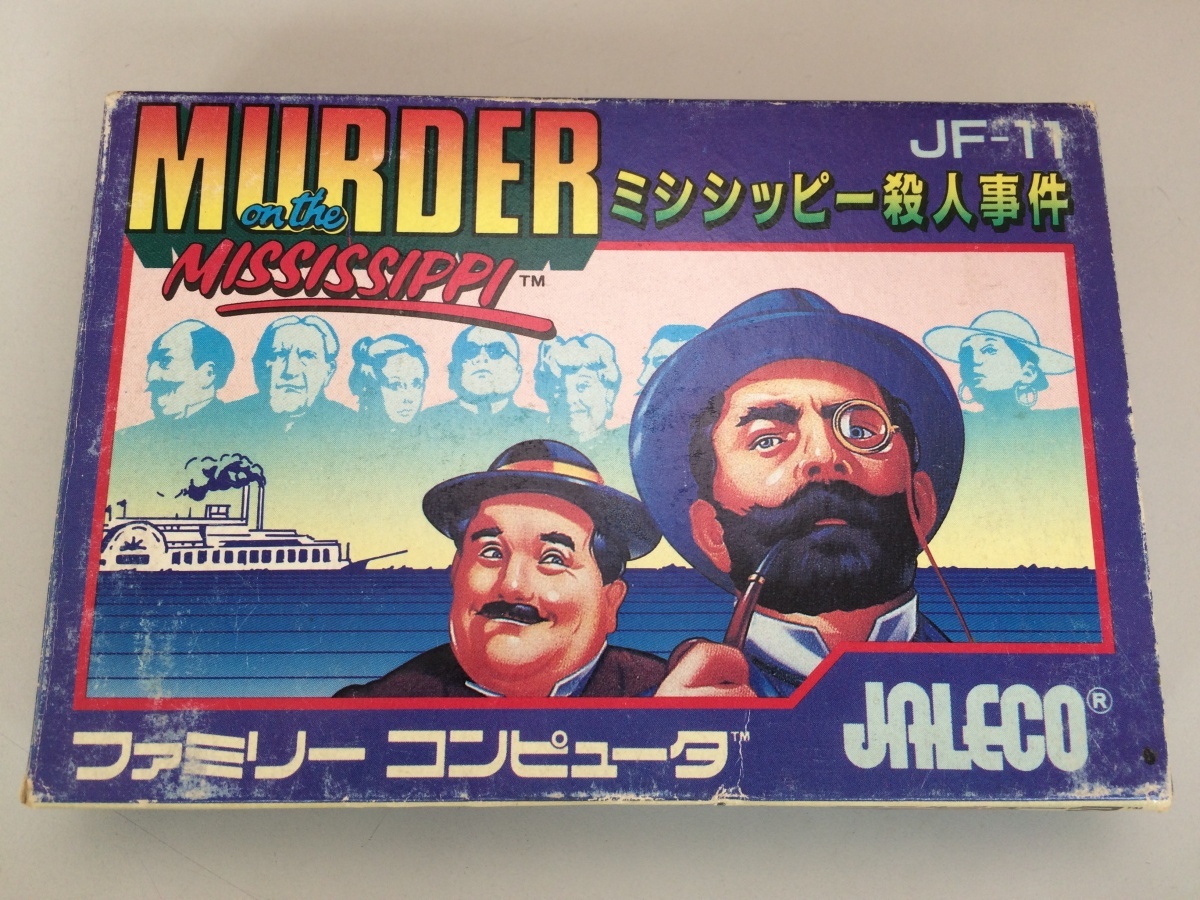 MURDER
on the
MISSISSIPPI™
JF-11
ミシシッピー殺人事件
ファミリー コンピュータ™
JALECO®